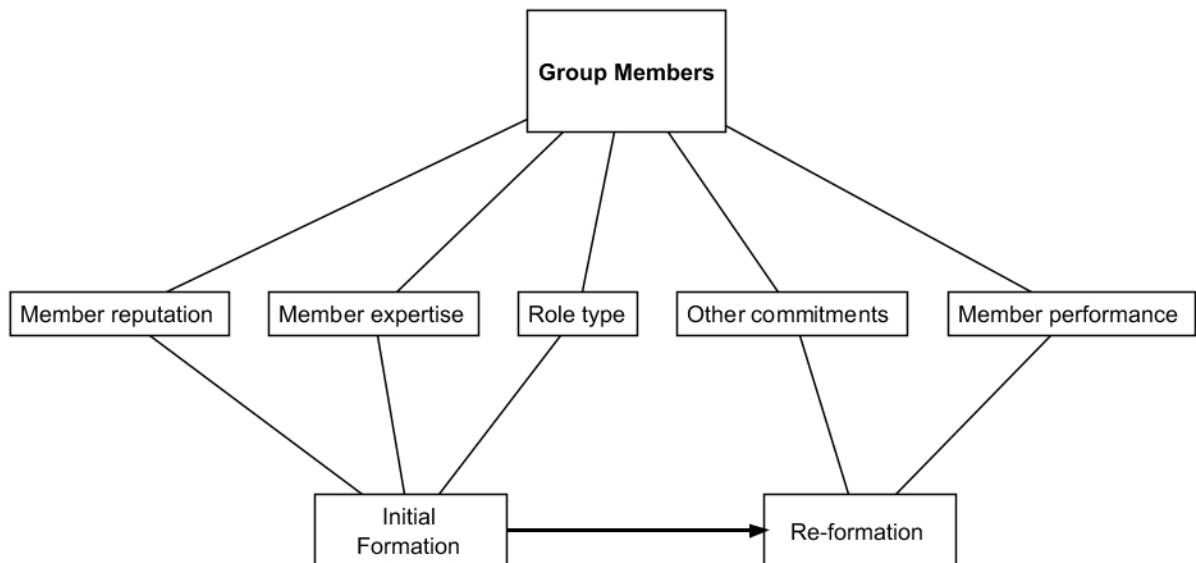 Group Members
Member reputation
Member expertise
Role type
Other commitments
Member performance
Initial
Formation
Re-formation